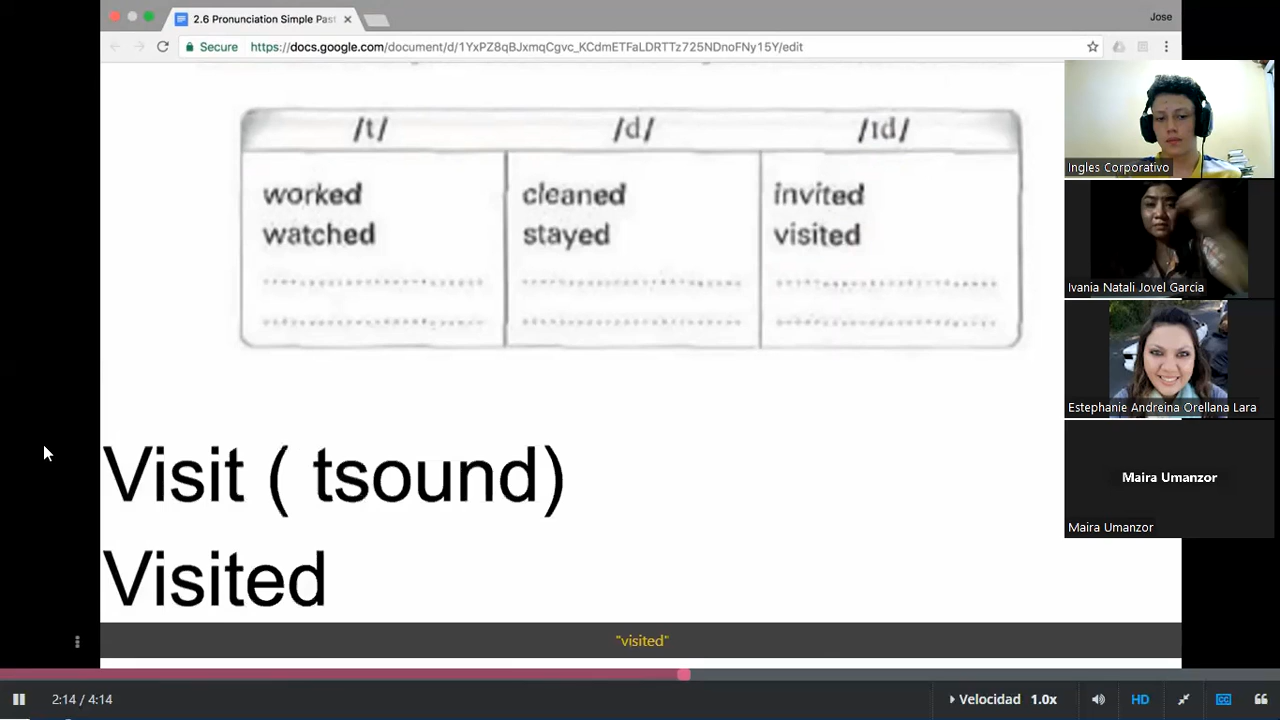 2.6 Pronunciation Simple Past
Jose
Secure
https://docs.google.com/document/d/1YxPZ8qBJxmqCgvc_KCdmETFaLDRTTz725NDnoFNy15Y/edit
/t/ /d/ /ɪd/
worked cleaned invited
watched stayed visited
Visit ( tsound)
Visited
"visited"
Ingles Corporativo
Ivania Natali Jovel Garcia
Estephanie Andreina Orellana Lara
Maira Umanzor
Maira Umanzor
2:14 / 4:14
Velocidad 1.0x
HD
CC